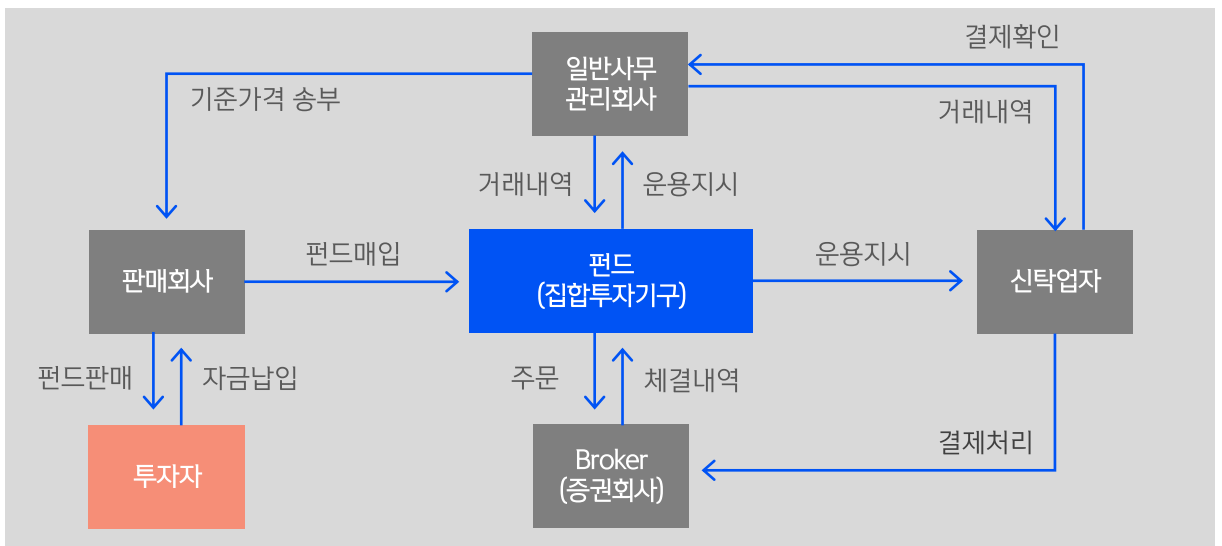 결제확인
일반사무
관리회사
기준가격 송부
거래내역
거래내역
운용지시
펀드매입
펀드
(집합투자기구)
운용지시
판매회사
신탁업자
펀드판매
자금납입
주문
체결내역
결제처리
투자자
Broker
(증권회사)